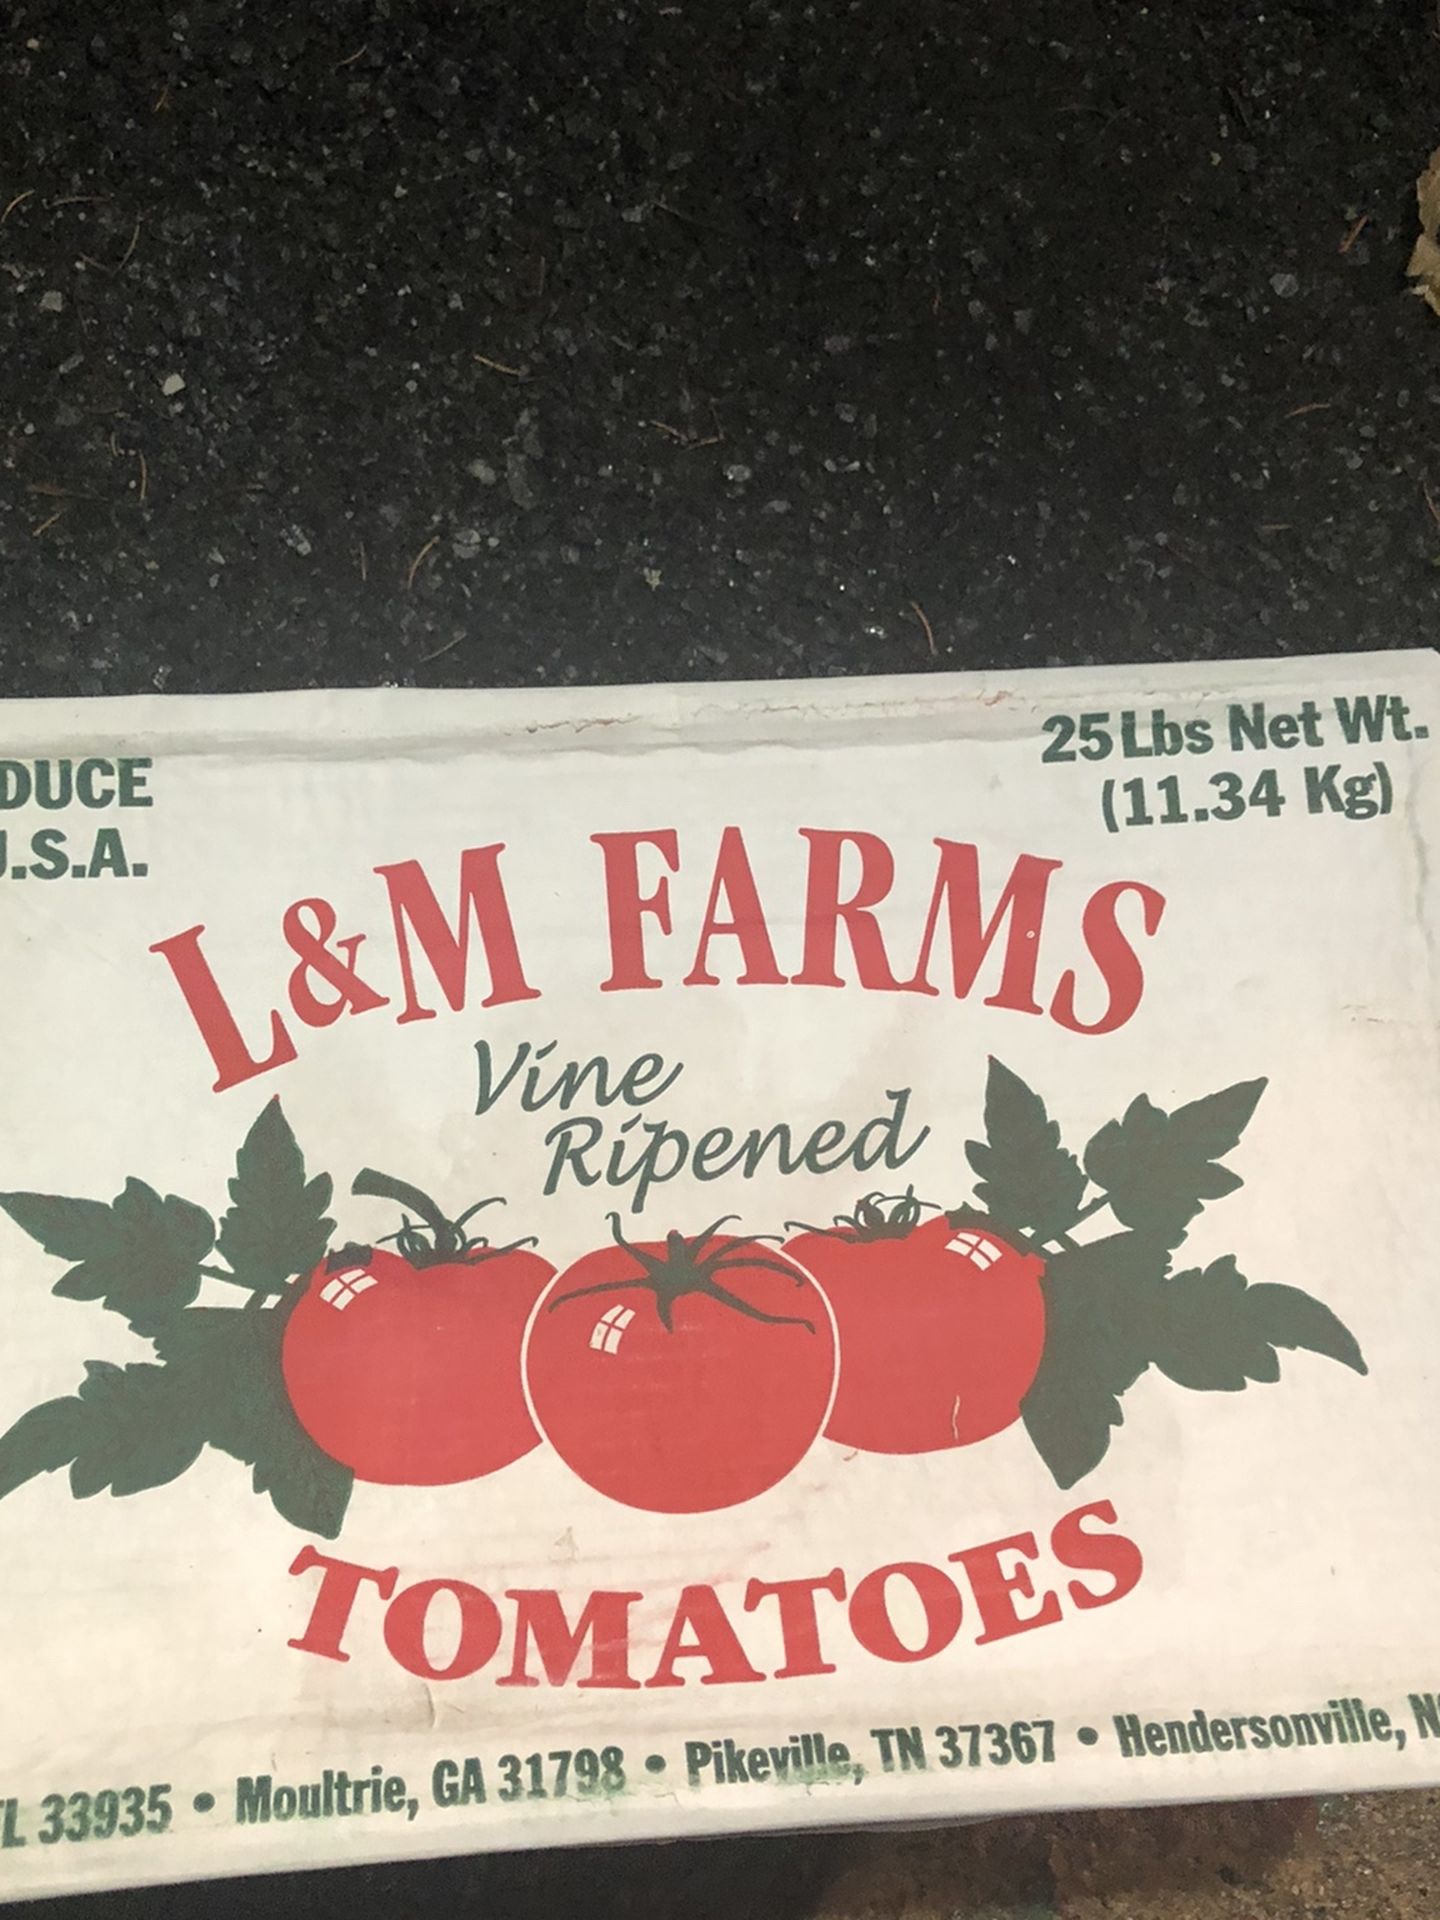 DUCE
U.S.A.
25 Lbs Net Wt.
(11.34 Kg)
L&M FARMS
Vine
Ripened
TOMATOES
FL 33935 • Moultrie, GA 31798 • Pikeville, TN 37367 • Hendersonville, N